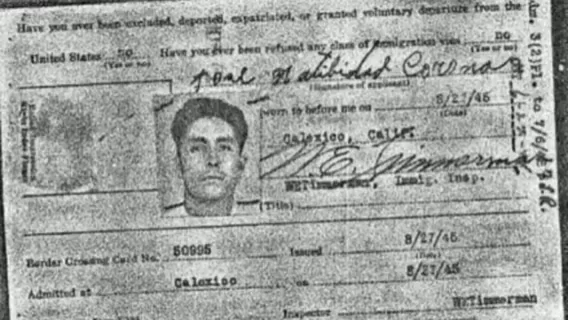 Have you ever been excluded, deported, expatriated, or granted voluntary departure from the
United States no Have you ever been refused any class of immigration visa no
(Yes or no) (Yes or no)
Natibidad Corona
(Signature of applicant)
Sworn to before me on 8/27/45
(Date)
Calexico, Calif.
W.E. Zimmerman
WETimmerman, Immig. Insp.
(Title)
Border Crossing Card No. 50995 Issued 8/27/45
(Date)
Admitted at Calexico on 8/27/45
Inspector WETimmerman